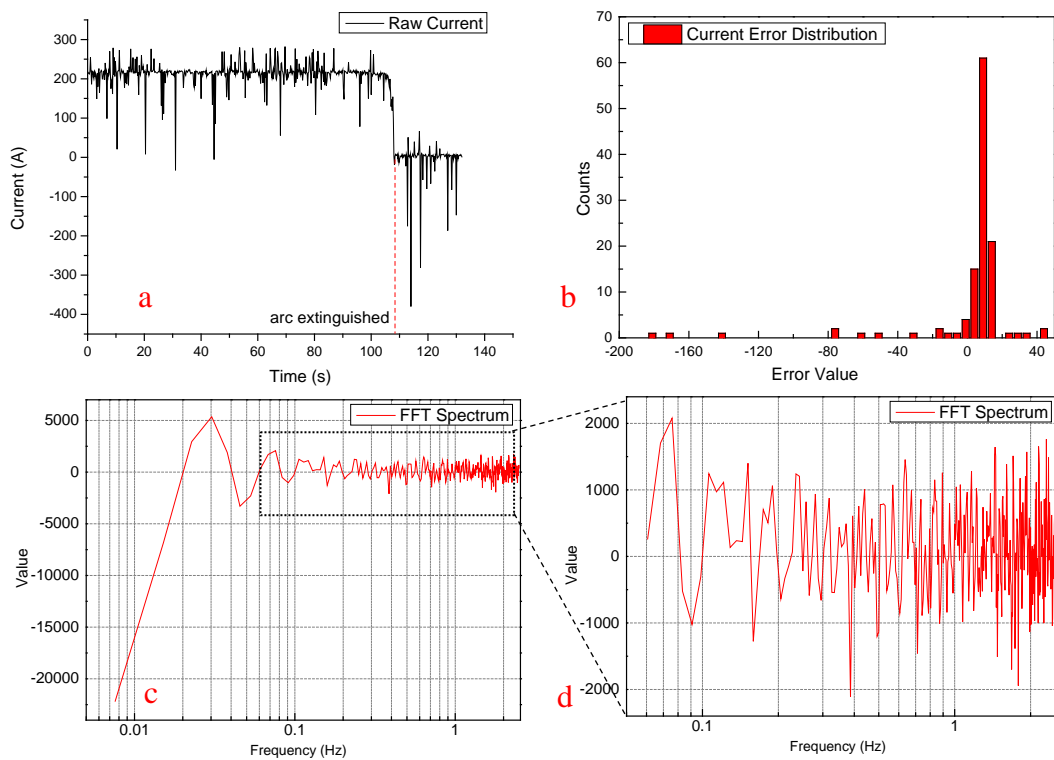 Raw Current
300
200
100
0
-100
-200
-300
-400
Current (A)
a
arc extinguished
0 20 40 60 80 100 120 140
Time (s)
Current Error Distribution
70
60
50
40
30
20
10
0
Counts
b
-200 -160 -120 -80 -40 0 40
Error Value
FFT Spectrum
5000
0
-5000
-10000
-15000
-20000
Value
c
0.01 0.1 1
Frequency (Hz)
FFT Spectrum
2000
1000
0
-1000
-2000
Value
d
0.1 1
Frequency (Hz)